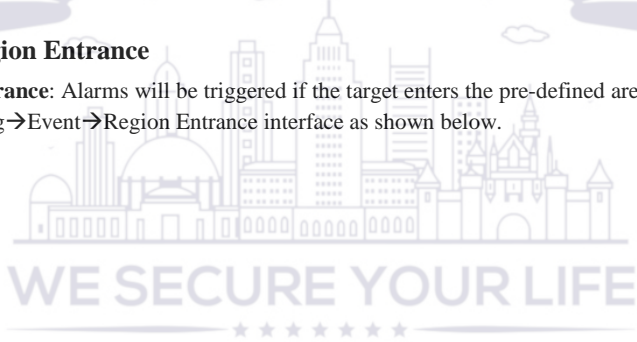 gion Entrance
rance: Alarms will be triggered if the target enters the pre-defined are
g→Event→Region Entrance interface as shown below.
WE SECURE YOUR LIFE